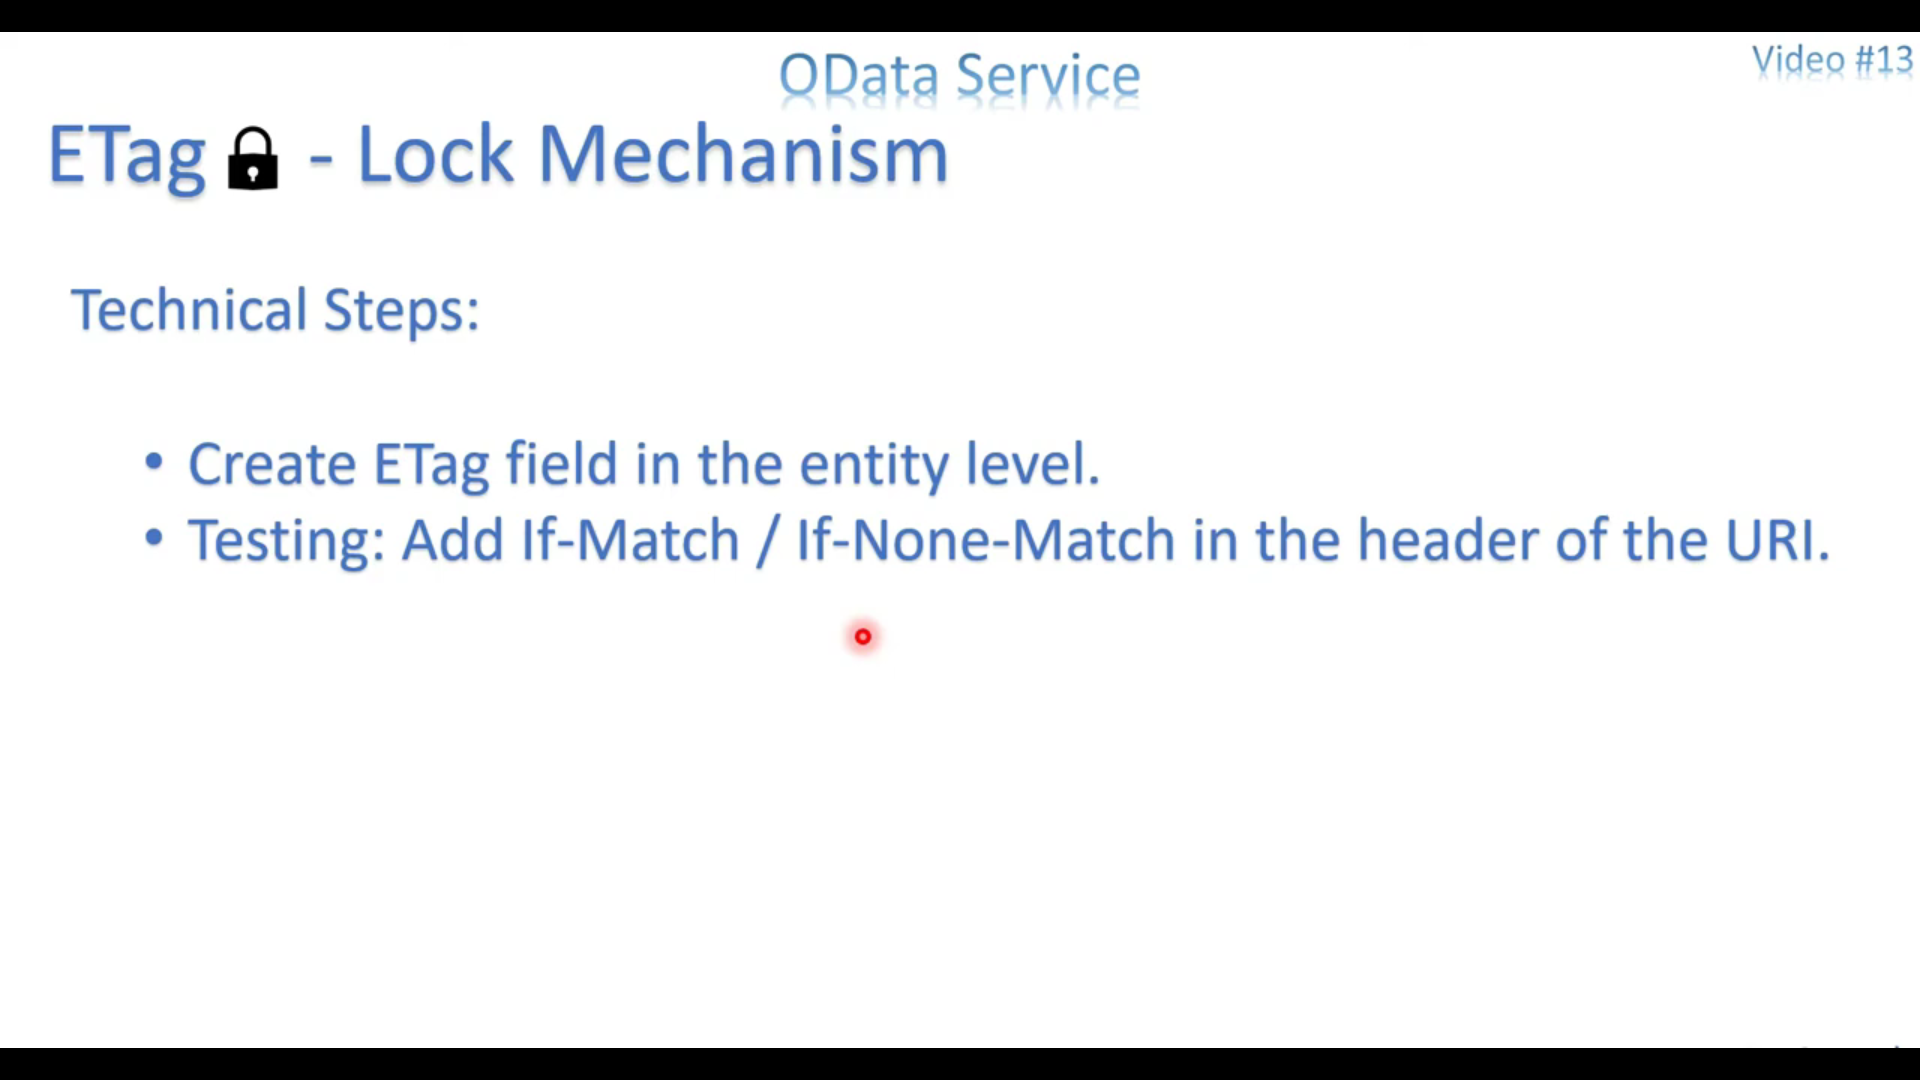 OData Service
Video #13
ETag - Lock Mechanism
Technical Steps:
• Create ETag field in the entity level.
• Testing: Add If-Match / If-None-Match in the header of the URI.